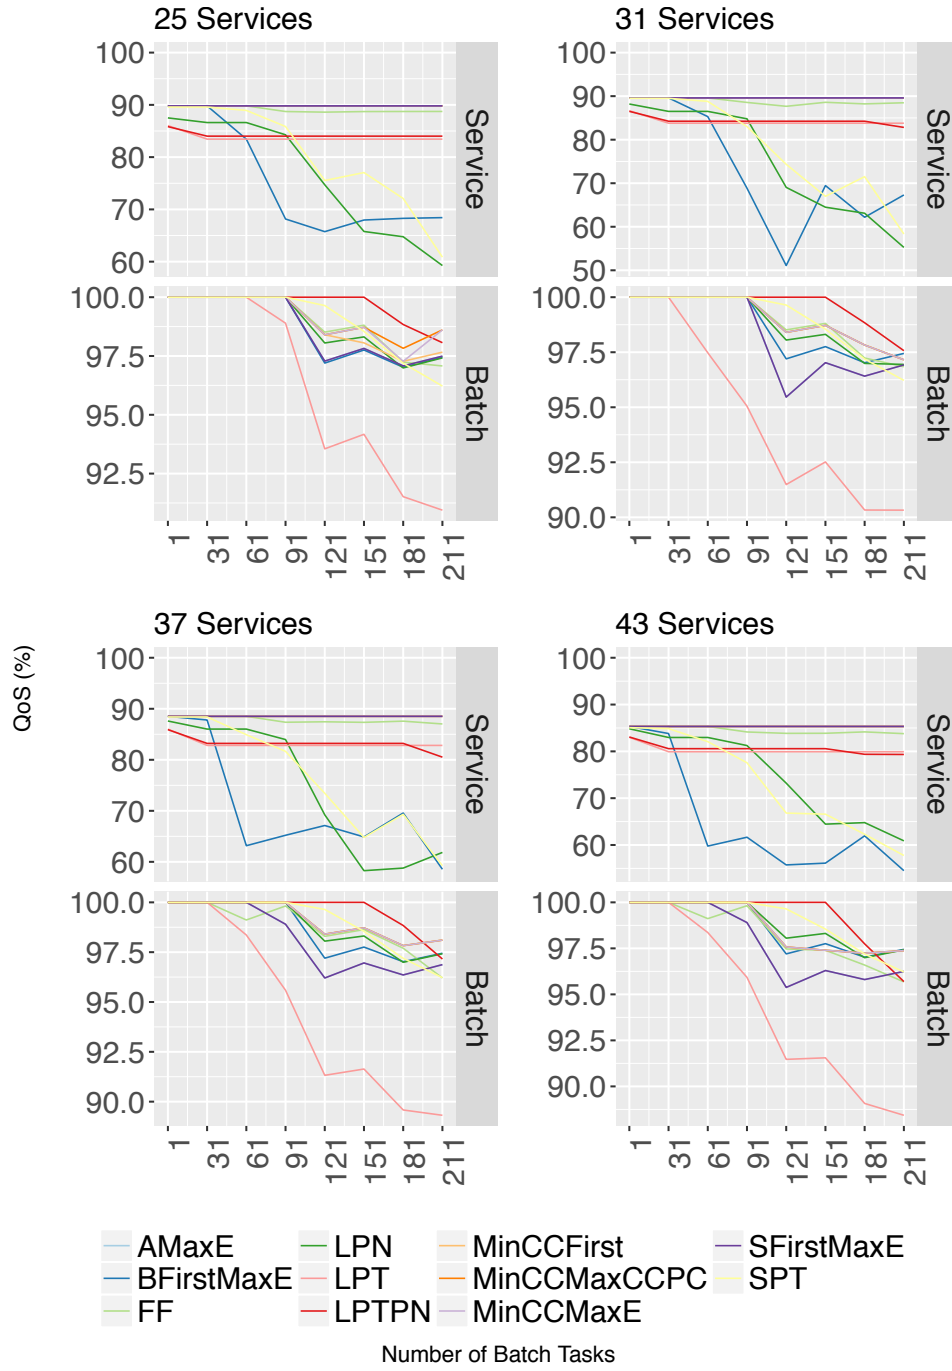 25 Services
100
90
80
70
60
Service
100.0
97.5
95.0
92.5
Batch
1
31
61
91
121
151
181
211
31 Services
100
90
80
70
60
50
Service
100.0
97.5
95.0
92.5
90.0
Batch
1
31
61
91
121
151
181
211
QoS (%)
37 Services
100
90
80
70
60
Service
100.0
97.5
95.0
92.5
90.0
Batch
1
31
61
91
121
151
181
211
43 Services
100
90
80
70
60
Service
100.0
97.5
95.0
92.5
90.0
Batch
1
31
61
91
121
151
181
211
AMaxE
BFirstMaxE
FF
LPN
LPT
LPTPN
MinCCFirst
MinCCMaxCCPC
MinCCMaxE
SFirstMaxE
SPT
Number of Batch Tasks